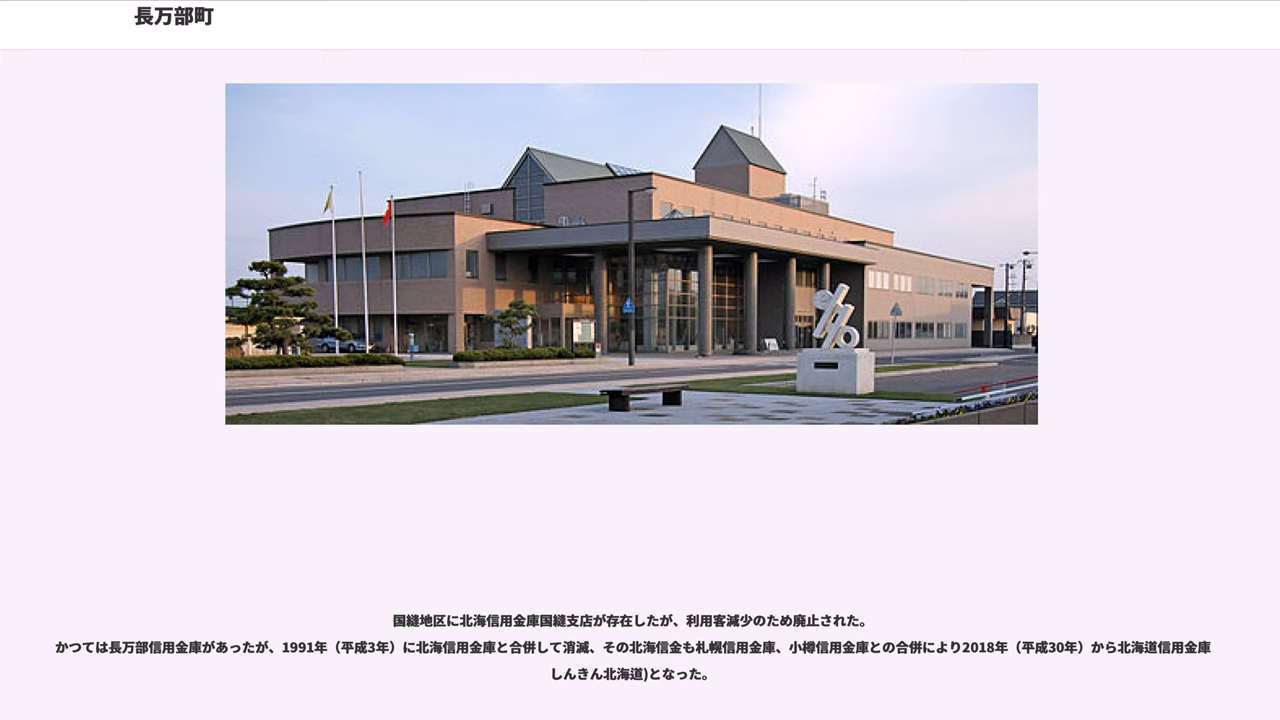 長万部町
国縫地区に北海信用金庫国縫支店が存在したが、利用客減少のため廃止された。
かつては長万部信用金庫があったが、1991年（平成3年）に北海信用金庫と合併して消滅、その北海信金も札幌信用金庫、小樽信用金庫との合併により2018年（平成30年）から北海道信用金庫
しんきん北海道)となった。